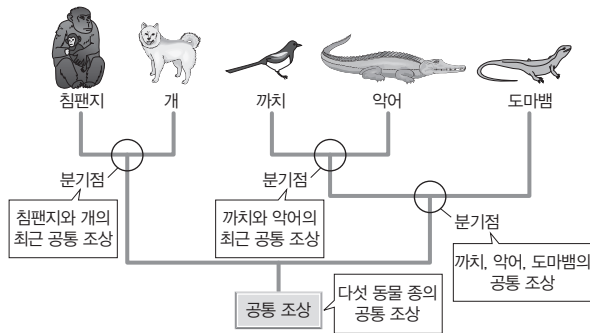 침팬지
개
까치
악어
도마뱀
분기점
침팬지와 개의
최근 공통 조상
분기점
까치와 악어의
최근 공통 조상
분기점
까치, 악어, 도마뱀의
공통 조상
공통 조상
다섯 동물 종의
공통 조상